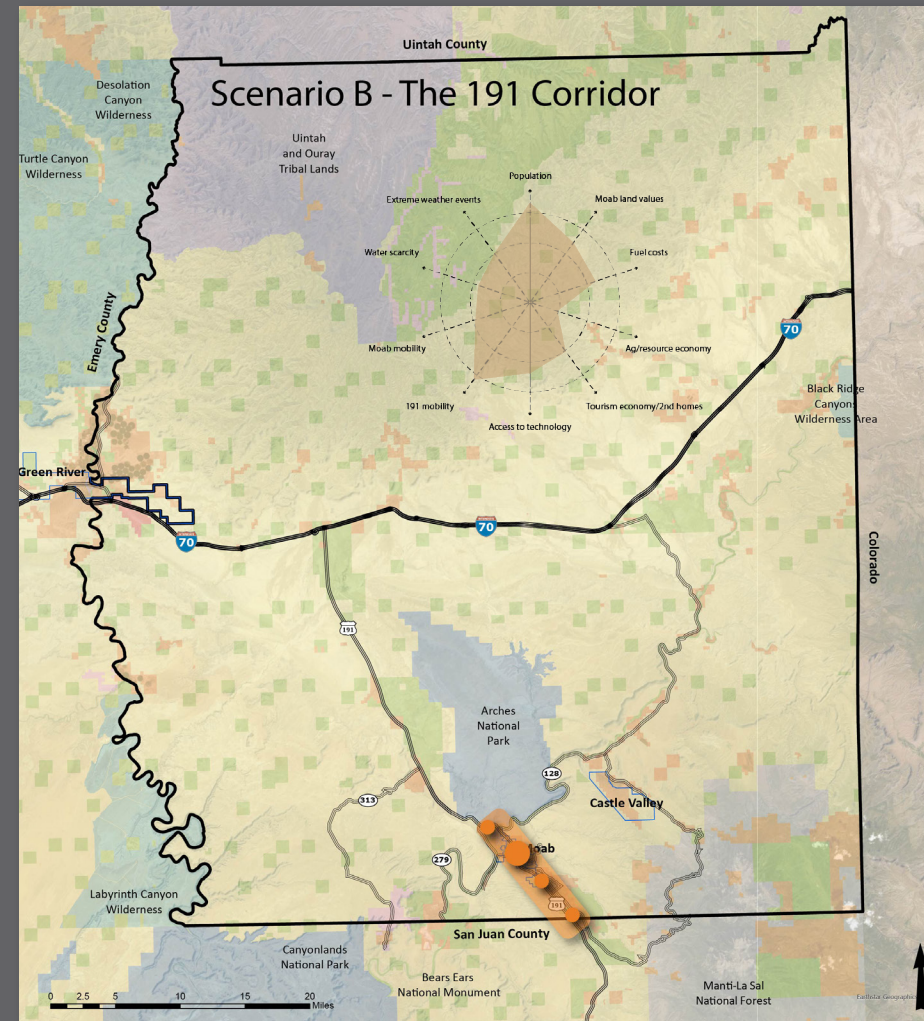 Uintah County
Scenario B - The 191 Corridor
Desolation
Canyon
Wilderness
Turtle Canyon
Wilderness
Uintah
and Ouray
Tribal Lands
Population
Extreme weather events
Moab land values
Water scarcity
Fuel costs
Moab mobility
Ag/resource economy
191 mobility
Tourism economy/2nd homes
Access to technology
Emery County
70
Black Ridge
Canyons
Wilderness Area
Green River
70
70
Colorado
191
Arches
National
Park
128
313
Castle Valley
279
191
Labyrinth Canyon
Wilderness
San Juan County
Canyonlands
National Park
Bears Ears
National Monument
Manti-La Sal
National Forest
0 2.5 5 10 15 20
Miles
Earthstar Geographics